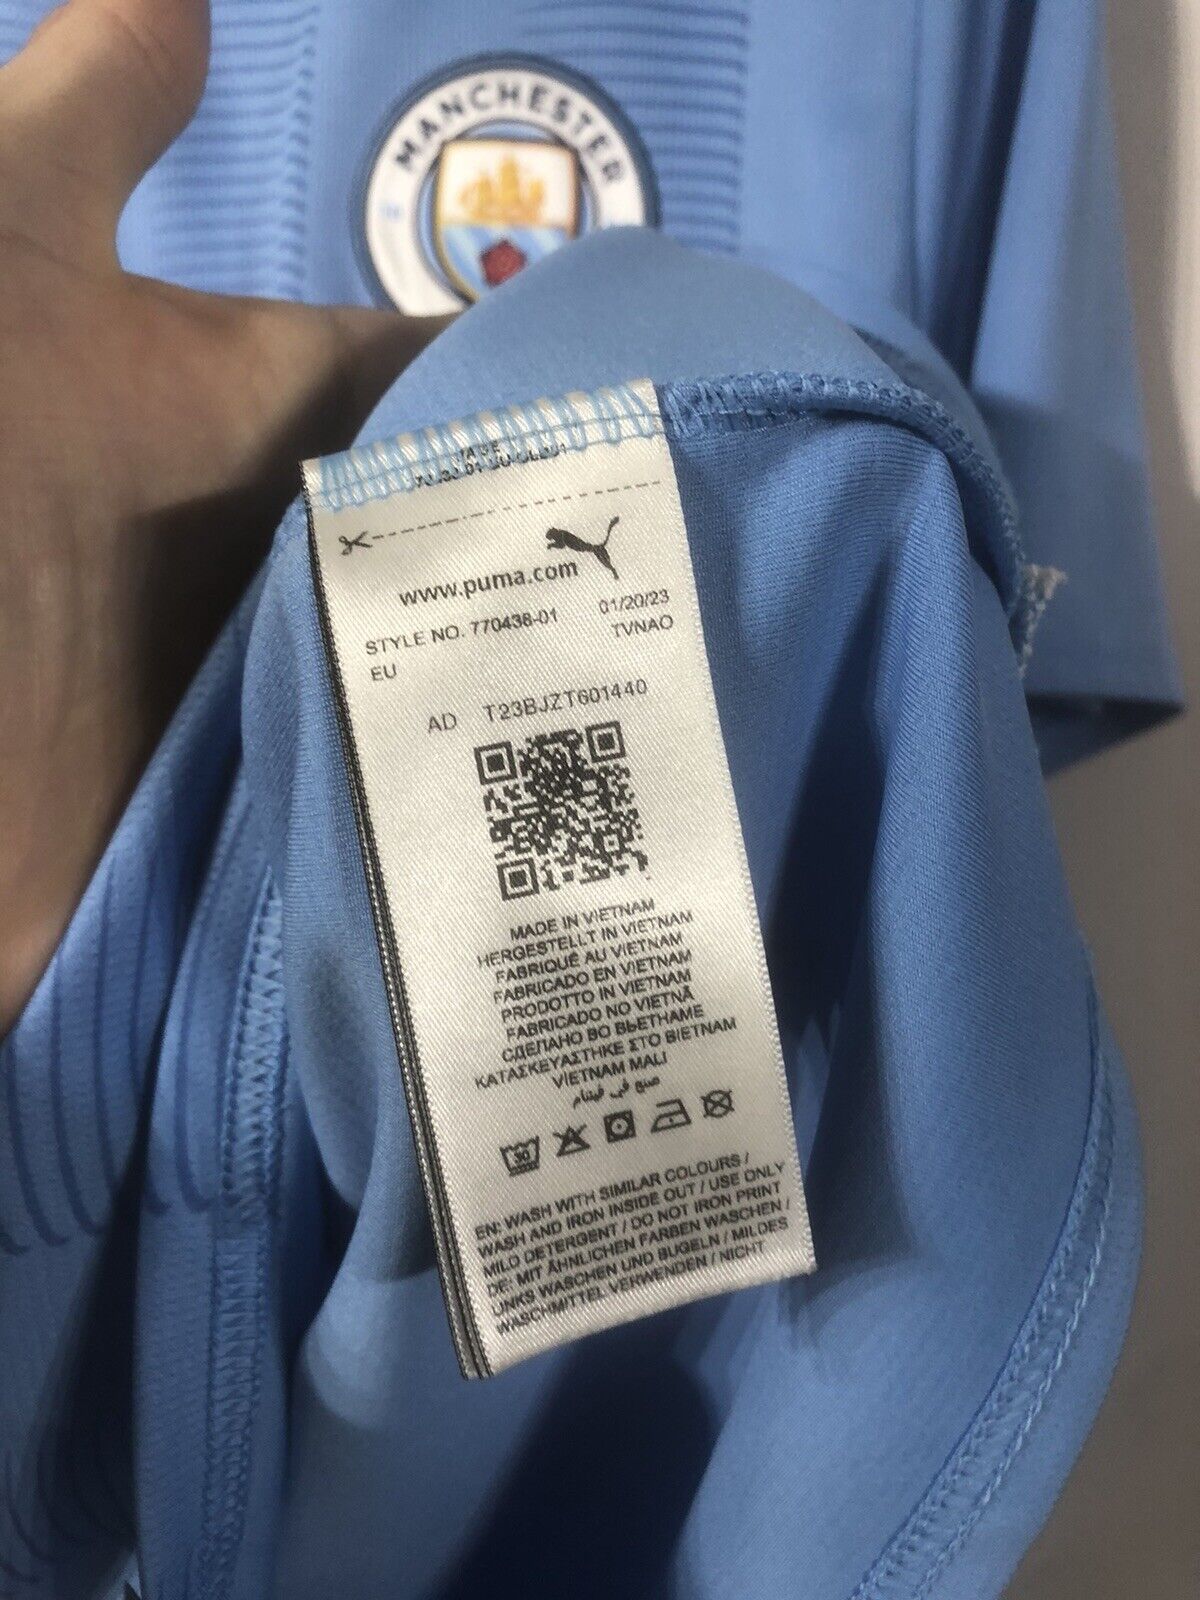 MANCHESTER
www.puma.com
STYLE NO. 770438-01 01/20/23
EU TVNAO
AD T23BJZT601440
MADE IN VIETNAM
HERGESTELLT IN VIETNAM
FABRIQUÉ AU VIETNAM
FABRICADO EN VIETNAM
PRODOTTO IN VIETNAM
FABRICADO NO VIETNÃ
СДЕЛАНО ВО ВЬЕТНАМЕ
ΚΑΤΑΣΚΕΥΑΣΤΗΚΕ ΣΤΟ ΒΙΕΤΝΑΜ
VIETNAM MALI
صنع في فيتنام
30
EN: WASH WITH SIMILAR COLOURS /
WASH AND IRON INSIDE OUT / USE ONLY
MILD DETERGENT / DO NOT IRON PRINT
DE: MIT ÄHNLICHEN FARBEN WASCHEN /
LINKS WASCHEN UND BUGELN / MILDES
WASCHMITTEL VERWENDEN / NICHT